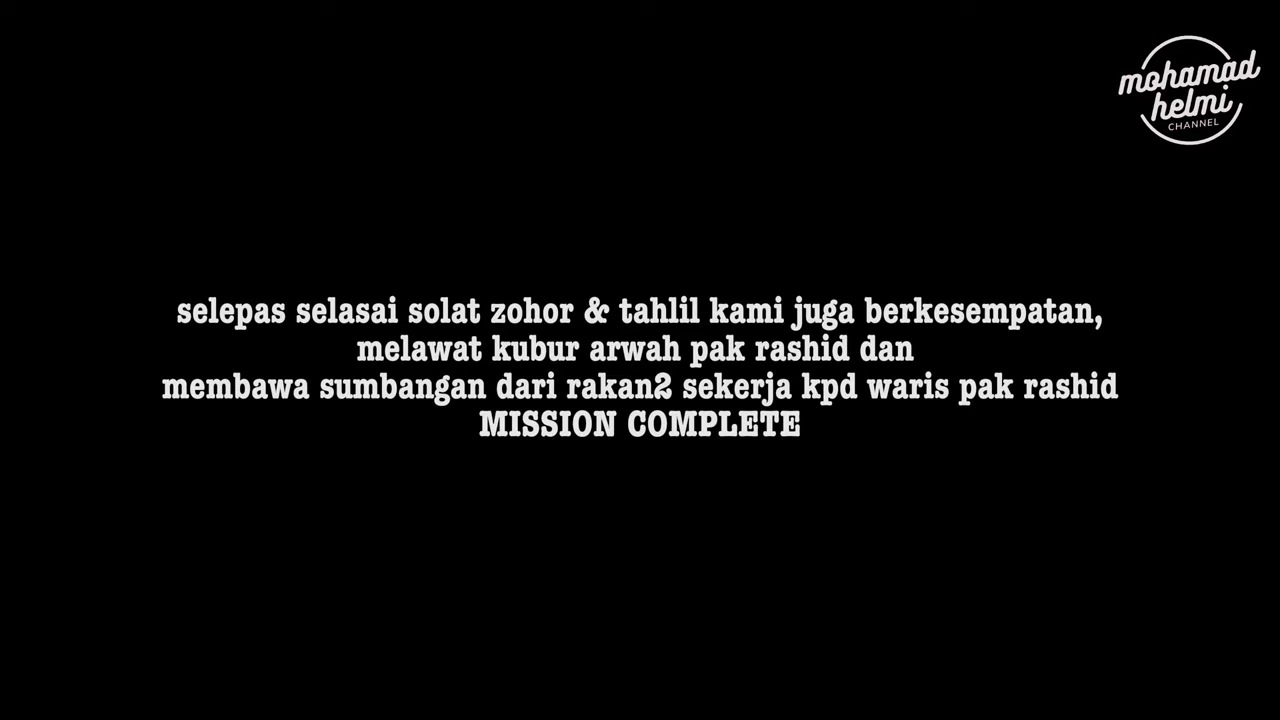 mohamad
helmi
CHANNEL
selepas selasai solat zohor & tahlil kami juga berkesempatan,
melawat kubur arwah pak rashid dan
membawa sumbangan dari rakan2 sekerja kpd waris pak rashid
MISSION COMPLETE